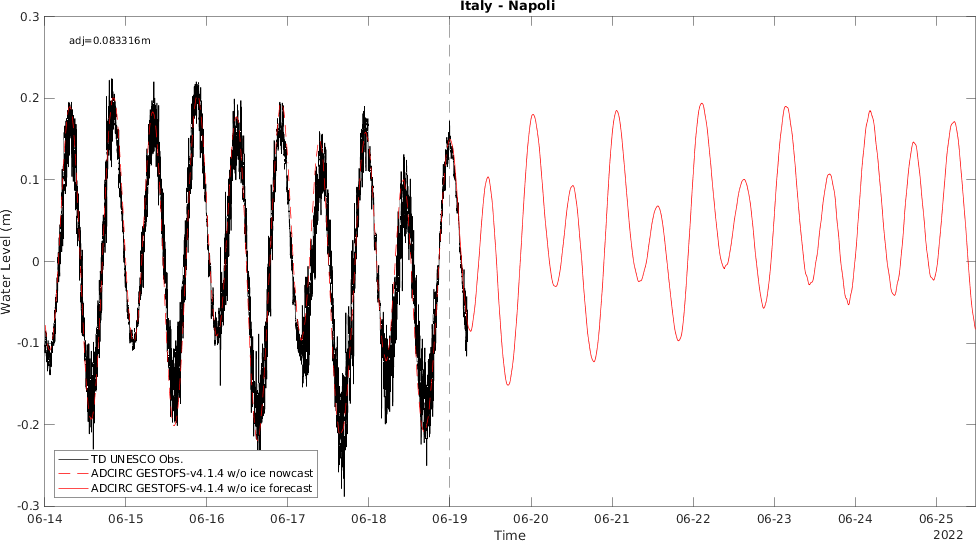 Italy - Napoli
adj=0.083316m
0.3
0.2
0.1
0
-0.1
-0.2
-0.3
Water Level (m)
TD UNESCO Obs.
ADCIRC GESTOFS-v4.1.4 w/o ice nowcast
ADCIRC GESTOFS-v4.1.4 w/o ice forecast
06-14 06-15 06-16 06-17 06-18 06-19 06-20 06-21 06-22 06-23 06-24 06-25
Time
2022